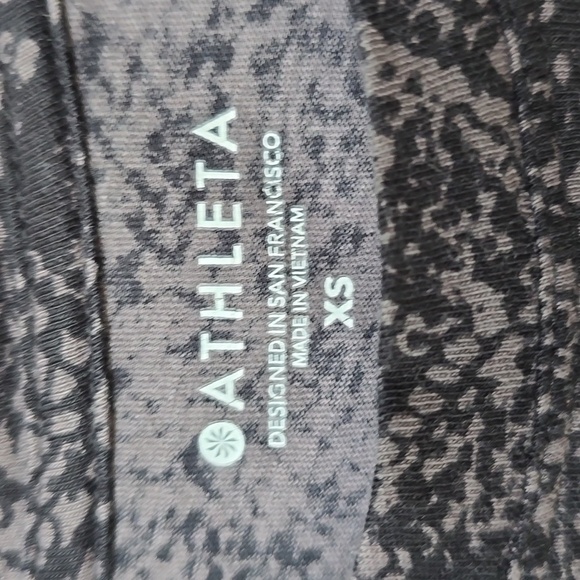 ATHLETA
DESIGNED IN SAN FRANCISCO
MADE IN VIETNAM
XS